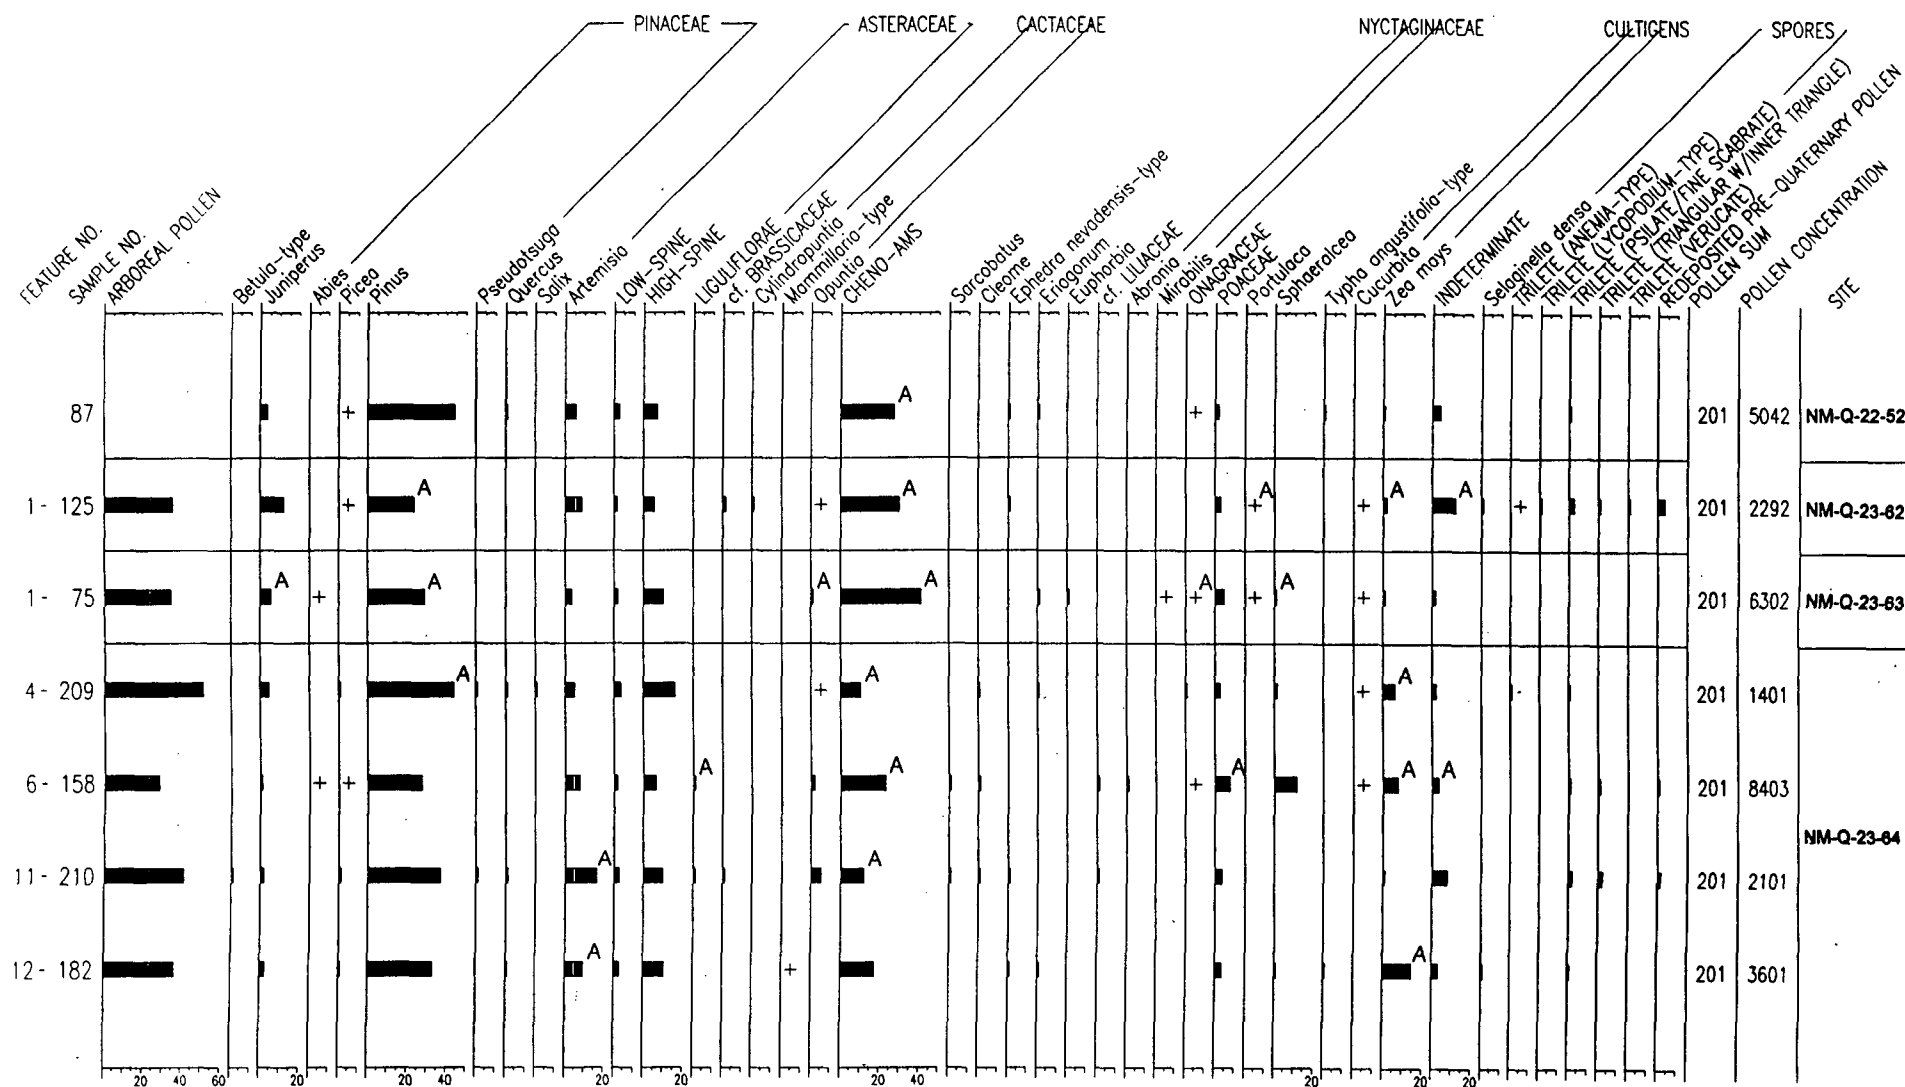 PINACEAE ASTERACEAE CACTACEAE NYCTAGINACEAE CULTIGENS SPORES
FEATURE NO.
SAMPLE NO.
ARBOREAL POLLEN
Betula-type
Juniperus
Abies
Picea
Pinus
Pseudotsuga
Quercus
Salix
Artemisia
LOW-SPINE
HIGH-SPINE
LIGULIFLORAE
cf. BRASSICACEAE
Cylindropuntia
Mammillaria-type
Opuntia
CHENO-AMS
Sarcobatus
Cleome
Ephedra nevadensis-type
Eriogonum
Euphorbia
cf. LILIACEAE
Abronia
Mirabilis
ONAGRACEAE
POACEAE
Portulaca
Sphaeralcea
Typha angustifolia-type
Cucurbita
Zea mays
INDETERMINATE
Selaginella densa
TRILETE (ANEMIA-TYPE)
TRILETE (LYCOPODIUM-TYPE)
TRILETE (PSILATE/FINE SCABRATE)
TRILETE (TRIANGULAR W/INNER TRIANGLE)
TRILETE (VERUCATE)
REDEPOSITED PRE-QUATERNARY POLLEN
POLLEN SUM
POLLEN CONCENTRATION
SITE
87 + A + 201 5042 NM-Q-22-52
1- 125 + A + A A + A + A 201 2292 NM-Q-23-62
1- 75 A + A A A + + A + A + 201 6302 NM-Q-23-63
4- 209 A + A + A 201 1401
6- 158 + + A A + A + A A 201 8403
NM-Q-23-64
11- 210 A A 201 2101
12- 182 A + A 201 3601
20 40 60 20 20 40 20 20 20 40 20 20 20